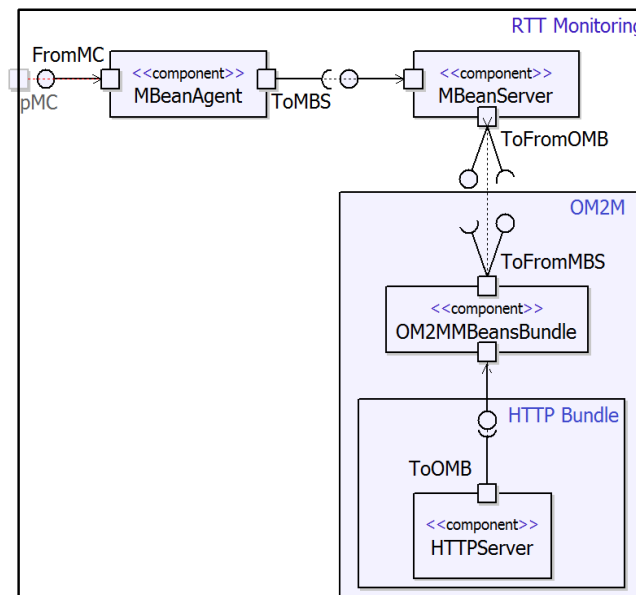 RTT Monitoring
FromMC
pMC
<<component>>
MBeanAgent
ToMBS
<<component>>
MBeanServer
ToFromOMB
OM2M
ToFromMBS
<<component>>
OM2MMBeansBundle
HTTP Bundle
ToOMB
<<component>>
HTTPServer